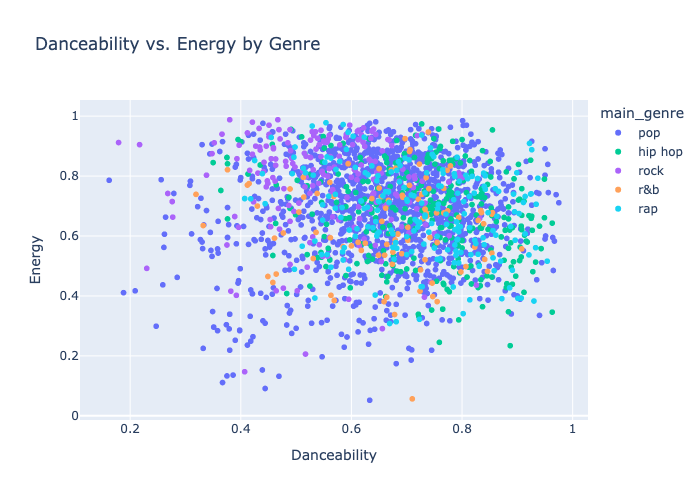 Danceability vs. Energy by Genre
main_genre
pop
hip hop
rock
r&b
rap
1
0.8
0.6
0.4
0.2
0
Energy
0.2
0.4
0.6
0.8
1
Danceability